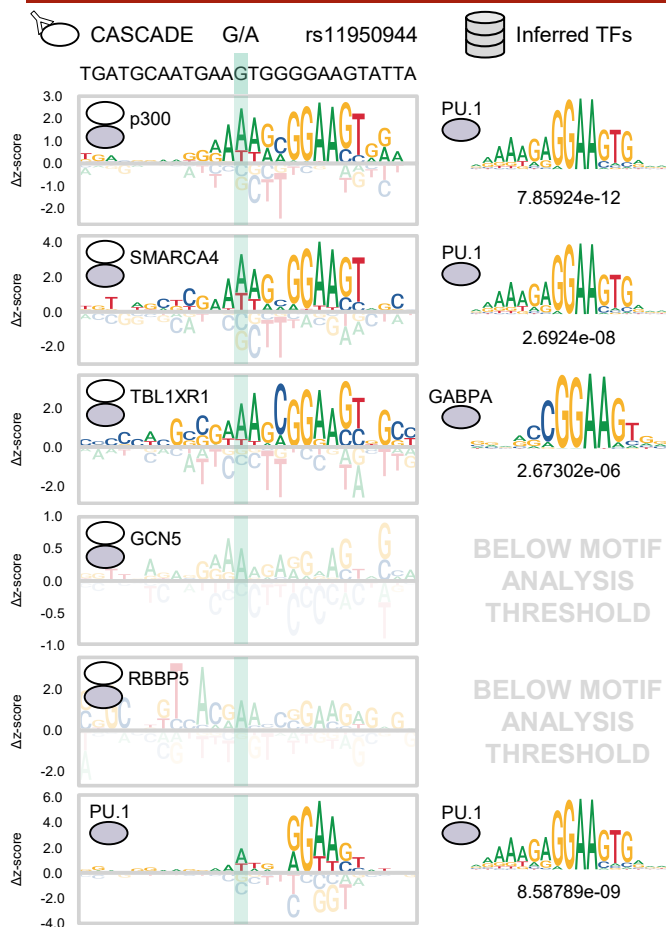 CASCADE G/A rs11950944 Inferred TFs
TGATGCAATGAAGTGGGGAAGTATTA
Δz-score
3.0
2.0
1.0
0.0
-1.0
-2.0
p300
PU.1
7.85924e-12
Δz-score
4.0
2.0
0.0
-2.0
SMARCA4
PU.1
2.6924e-08
Δz-score
2.0
0.0
-2.0
TBL1XR1
GABPA
2.67302e-06
Δz-score
1.0
0.5
0.0
-0.5
-1.0
GCN5
BELOW MOTIF
ANALYSIS
THRESHOLD
Δz-score
2.0
0.0
-2.0
RBBP5
BELOW MOTIF
ANALYSIS
THRESHOLD
Δz-score
6.0
4.0
2.0
0.0
-2.0
-4.0
PU.1
PU.1
8.58789e-09